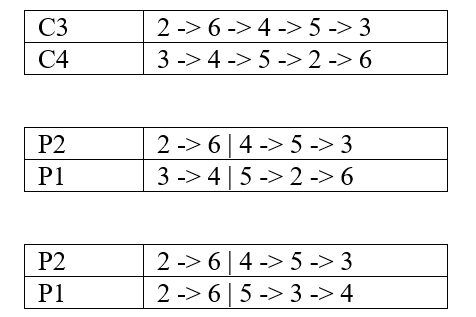 C3 2 -> 6 -> 4 -> 5 -> 3
C4 3 -> 4 -> 5 -> 2 -> 6
P2 2 -> 6 | 4 -> 5 -> 3
P1 3 -> 4 | 5 -> 2 -> 6
P2 2 -> 6 | 4 -> 5 -> 3
P1 2 -> 6 | 5 -> 3 -> 4